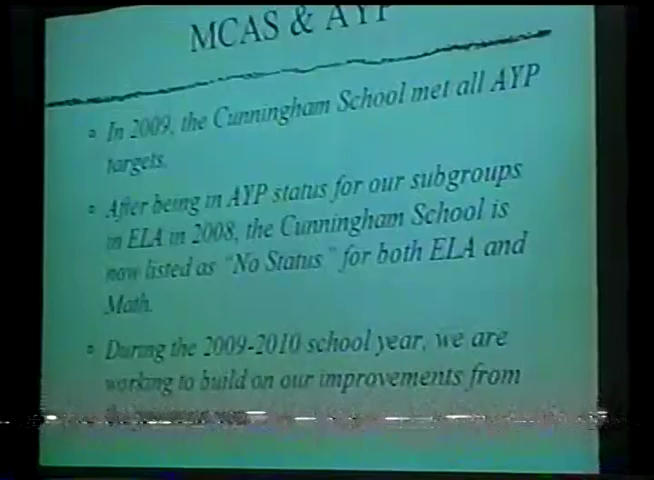 MCAS & AYP
In 2009, the Cunningham School met all AYP
targets.
After being in AYP status for our subgroups
in ELA in 2008, the Cunningham School is
now listed as "No Status" for both ELA and
Math.
During the 2009-2010 school year, we are
working to build on our improvements from